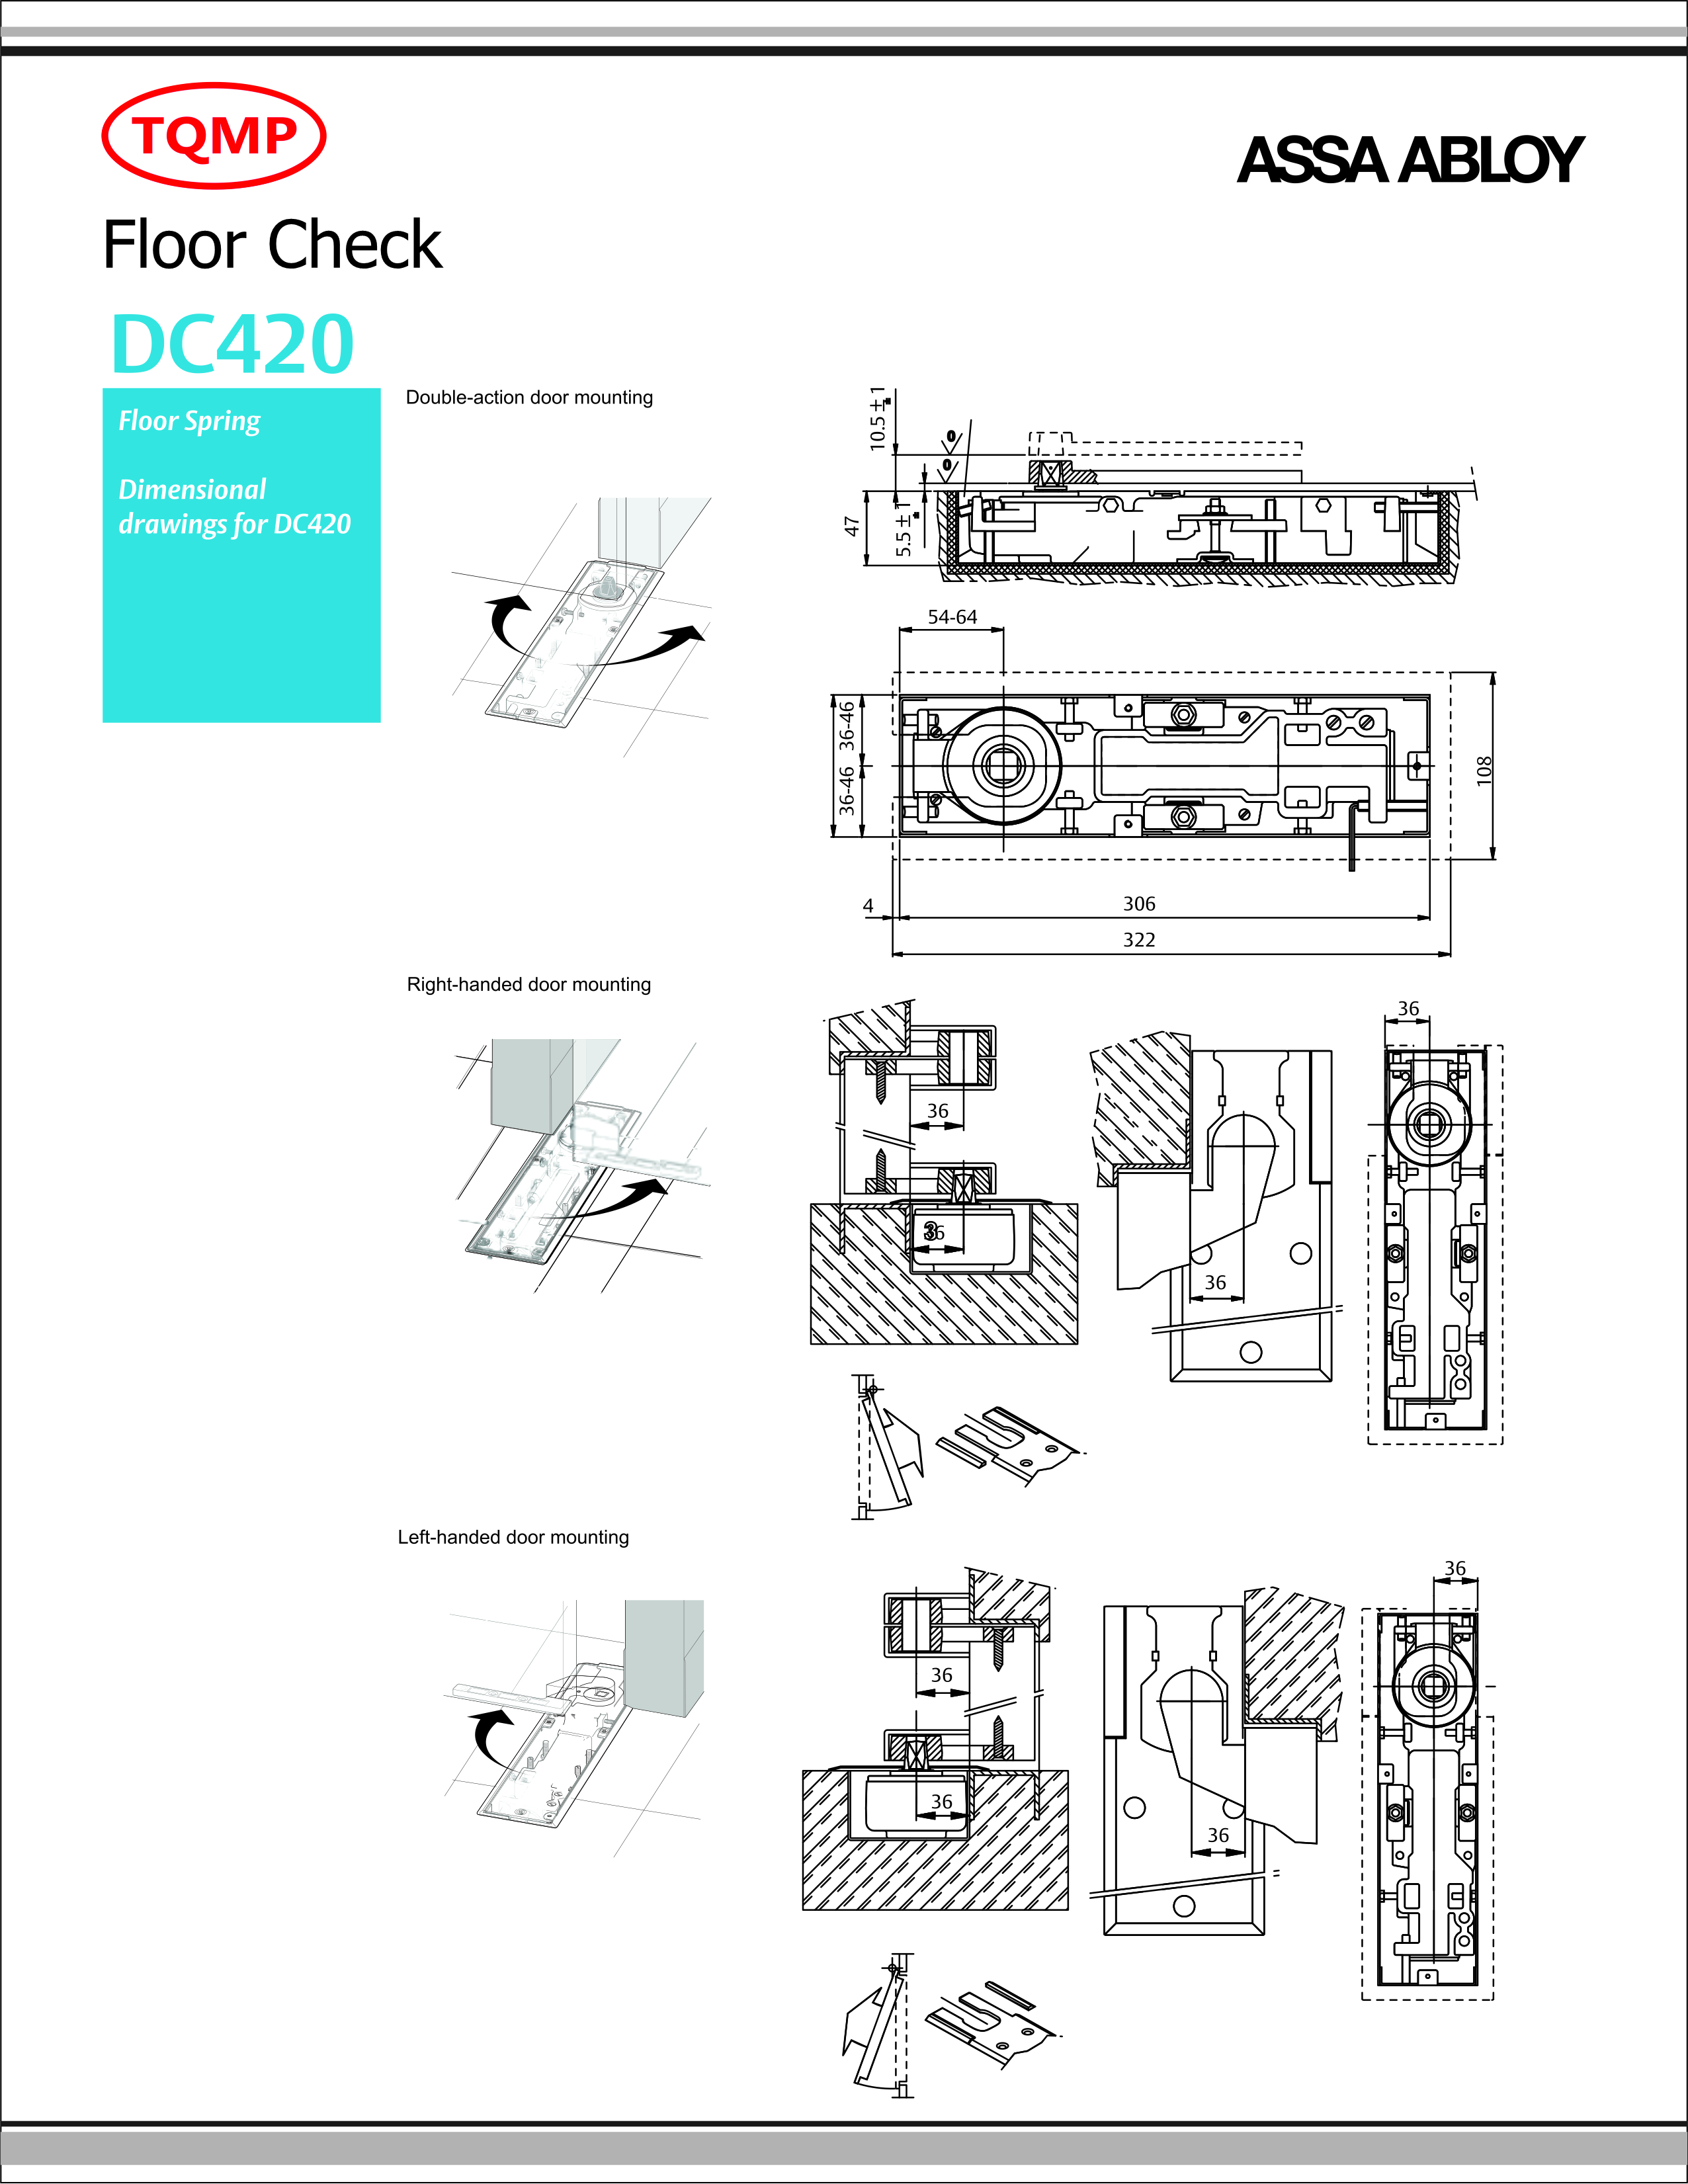 TQMP
ASSA ABLOY
Floor Check
DC420
Floor Spring
Dimensional
drawings for DC420
Double-action door mounting
10.5 ± 1
0
0
47
5.5 ± 1
54-64
36-46
36-46
108
4
306
322
Right-handed door mounting
36
36
36
36
Left-handed door mounting
36
36
36
36